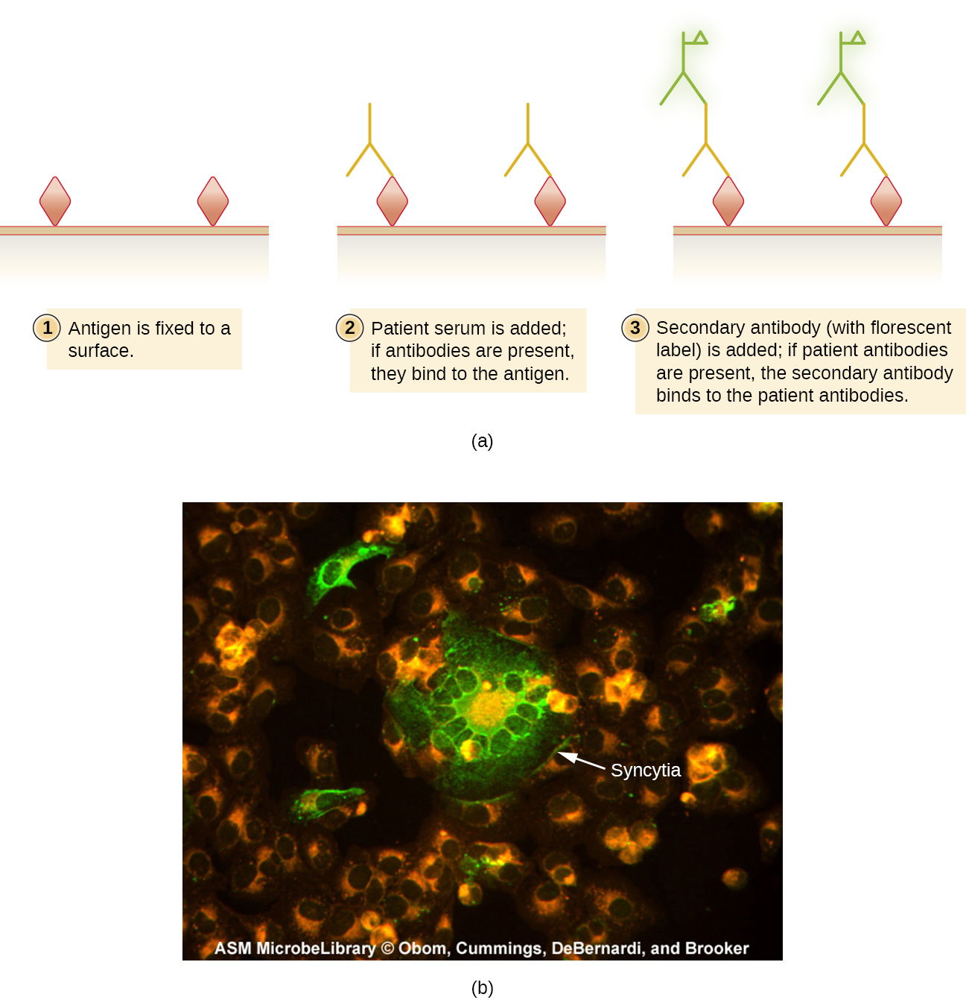 1 Antigen is fixed to a
surface.
2 Patient serum is added;
if antibodies are present,
they bind to the antigen.
3 Secondary antibody (with florescent
label) is added; if patient antibodies
are present, the secondary antibody
binds to the patient antibodies.
(a)
Syncytia
ASM MicrobeLibrary © Obom, Cummings, DeBernardi, and Brooker
(b)